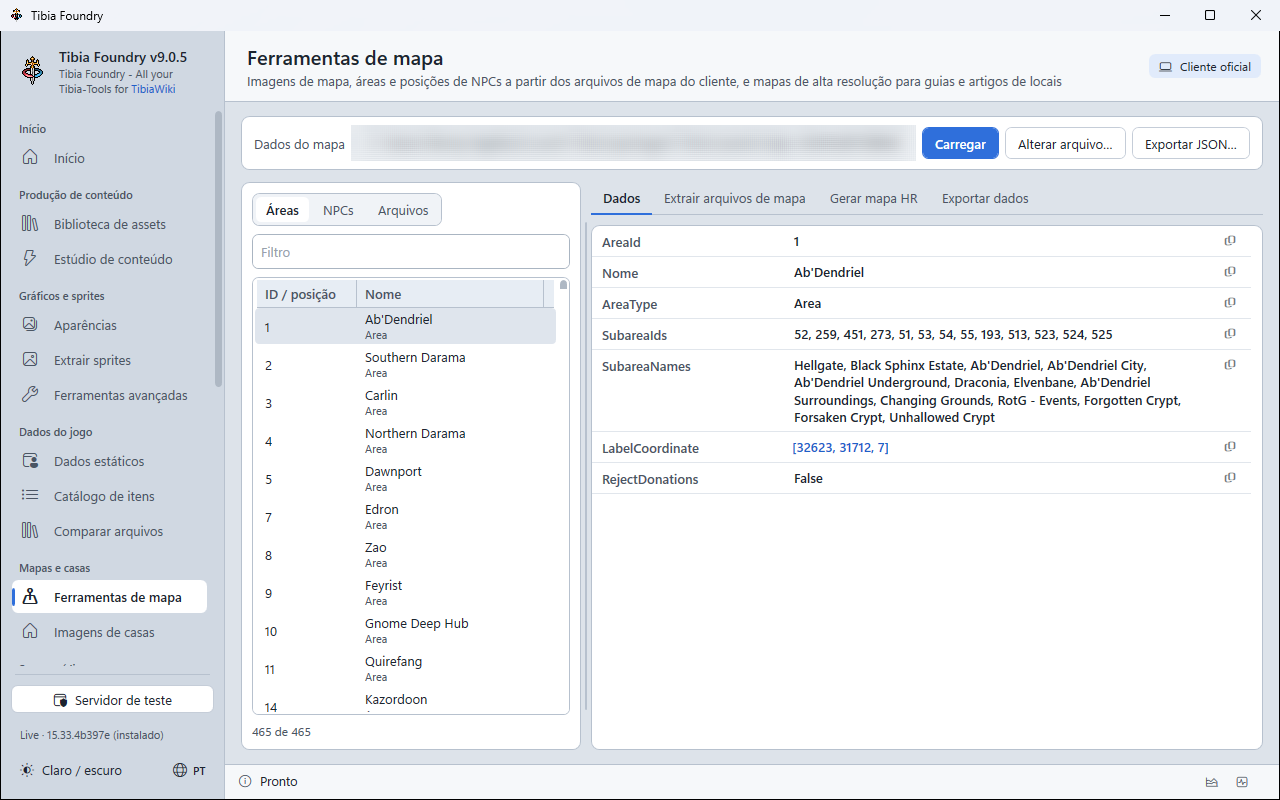 Tibia Foundry
Tibia Foundry v9.0.5
Tibia Foundry - All your
Tibia-Tools for TibiaWiki
Início
Início
Produção de conteúdo
Biblioteca de assets
Estúdio de conteúdo
Gráficos e sprites
Aparências
Extrair sprites
Ferramentas avançadas
Dados do jogo
Dados estáticos
Catálogo de itens
Comparar arquivos
Mapas e casas
Ferramentas de mapa
Imagens de casas
Servidor de teste
Live · 15.33.4b397e (instalado)
Claro / escuro
PT
Ferramentas de mapa
Imagens de mapa, áreas e posições de NPCs a partir dos arquivos de mapa do cliente, e mapas de alta resolução para guias e artigos de locais
Cliente oficial
Dados do mapa
Carregar
Alterar arquivo...
Exportar JSON...
Áreas
NPCs
Arquivos
Filtro
ID / posição
Nome
1
Ab'Dendriel
Area
2
Southern Darama
Area
3
Carlin
Area
4
Northern Darama
Area
5
Dawnport
Area
7
Edron
Area
8
Zao
Area
9
Feyrist
Area
10
Gnome Deep Hub
Area
11
Quirefang
Area
14
Kazordoon
465 de 465
Dados
Extrair arquivos de mapa
Gerar mapa HR
Exportar dados
AreaId
1
Nome
Ab'Dendriel
AreaType
Area
SubareaIds
52, 259, 451, 273, 51, 53, 54, 55, 193, 513, 523, 524, 525
SubareaNames
Hellgate, Black Sphinx Estate, Ab'Dendriel, Ab'Dendriel City,
Ab'Dendriel Underground, Draconia, Elvenbane, Ab'Dendriel
Surroundings, Changing Grounds, RotG - Events, Forgotten Crypt,
Forsaken Crypt, Unhallowed Crypt
LabelCoordinate
[32623, 31712, 7]
RejectDonations
False
Pronto